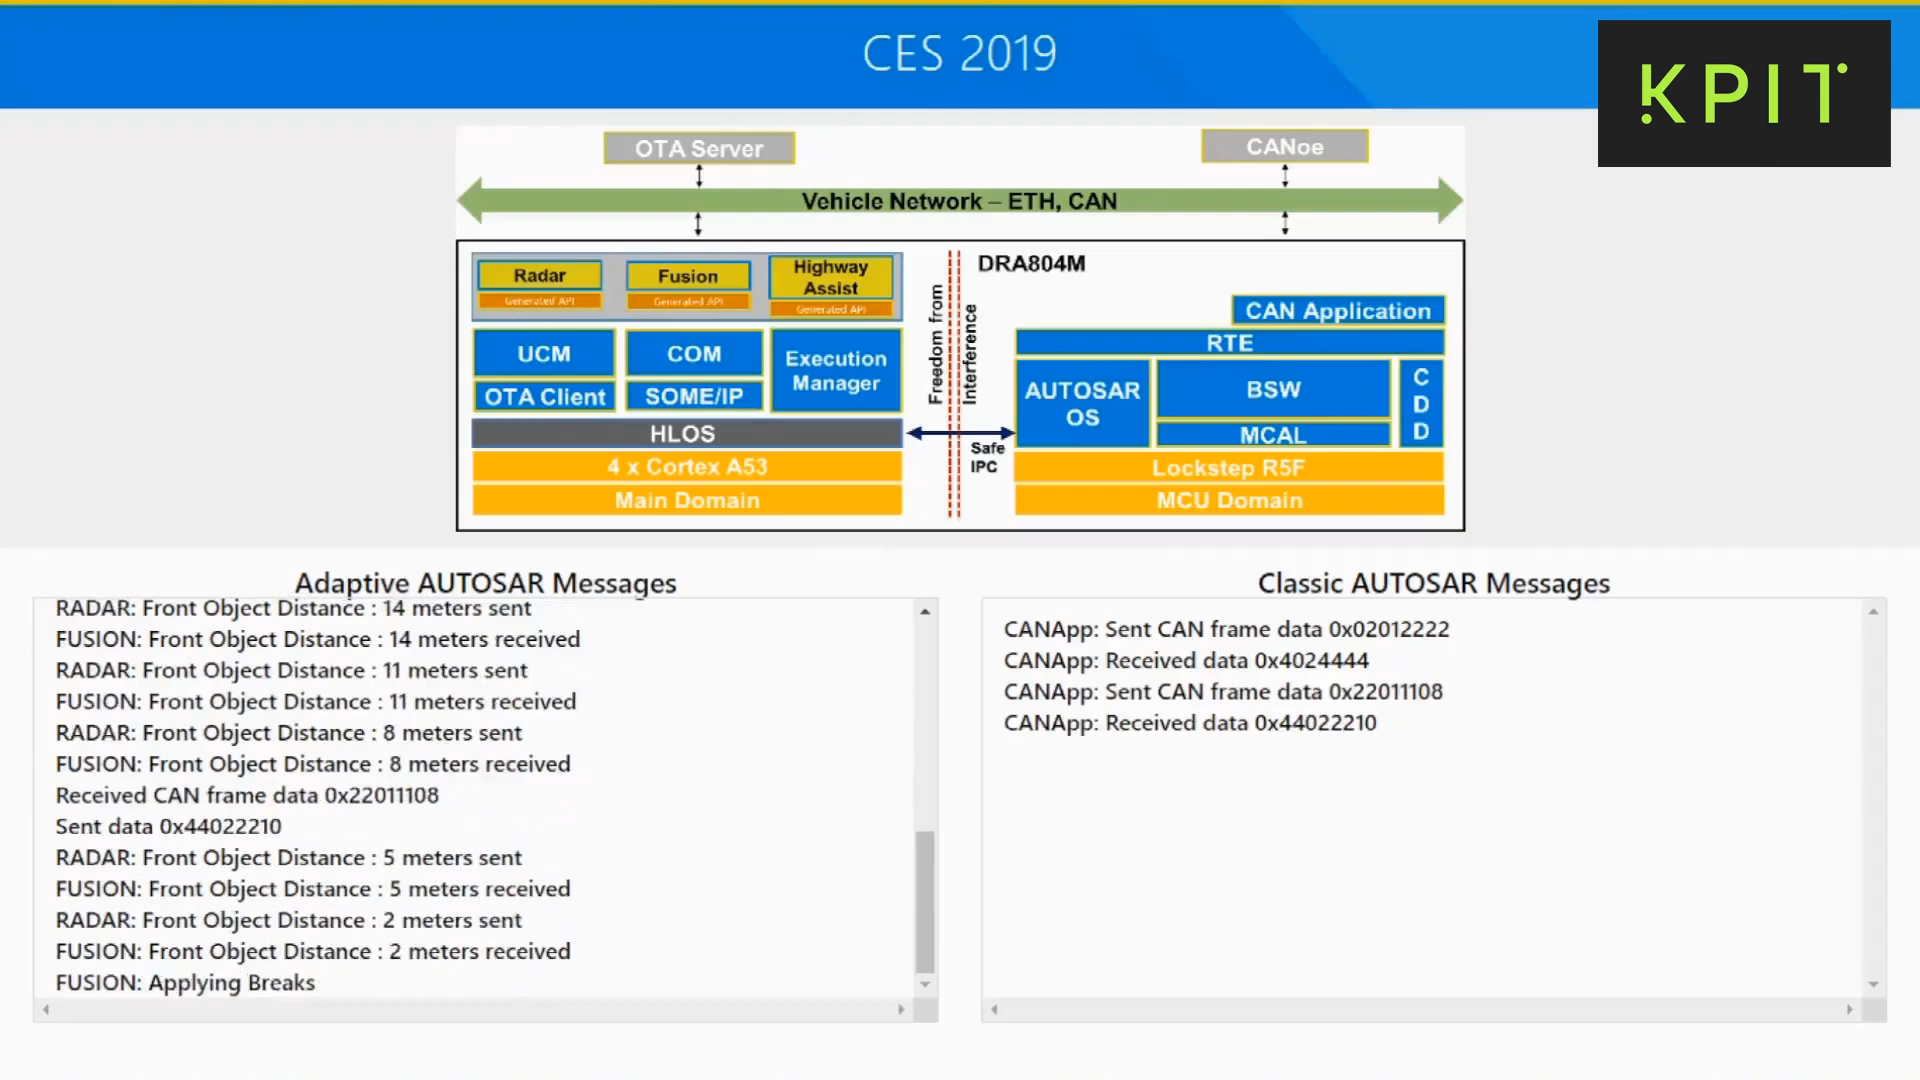 CES 2019
KPIT
OTA Server
CANoe
Vehicle Network – ETH, CAN
Radar
Generated API
Fusion
Generated API
Highway
Assist
Generated API
UCM
COM
Execution
Manager
OTA Client
SOME/IP
HLOS
4 x Cortex A53
Main Domain
Freedom from
Interference
Safe
IPC
DRA804M
CAN Application
RTE
AUTOSAR
OS
BSW
MCAL
C
D
D
Lockstep R5F
MCU Domain
Adaptive AUTOSAR Messages
RADAR: Front Object Distance : 14 meters sent
FUSION: Front Object Distance : 14 meters received
RADAR: Front Object Distance : 11 meters sent
FUSION: Front Object Distance : 11 meters received
RADAR: Front Object Distance : 8 meters sent
FUSION: Front Object Distance : 8 meters received
Received CAN frame data 0x22011108
Sent data 0x44022210
RADAR: Front Object Distance : 5 meters sent
FUSION: Front Object Distance : 5 meters received
RADAR: Front Object Distance : 2 meters sent
FUSION: Front Object Distance : 2 meters received
FUSION: Applying Breaks
Classic AUTOSAR Messages
CANApp: Sent CAN frame data 0x02012222
CANApp: Received data 0x4024444
CANApp: Sent CAN frame data 0x22011108
CANApp: Received data 0x44022210